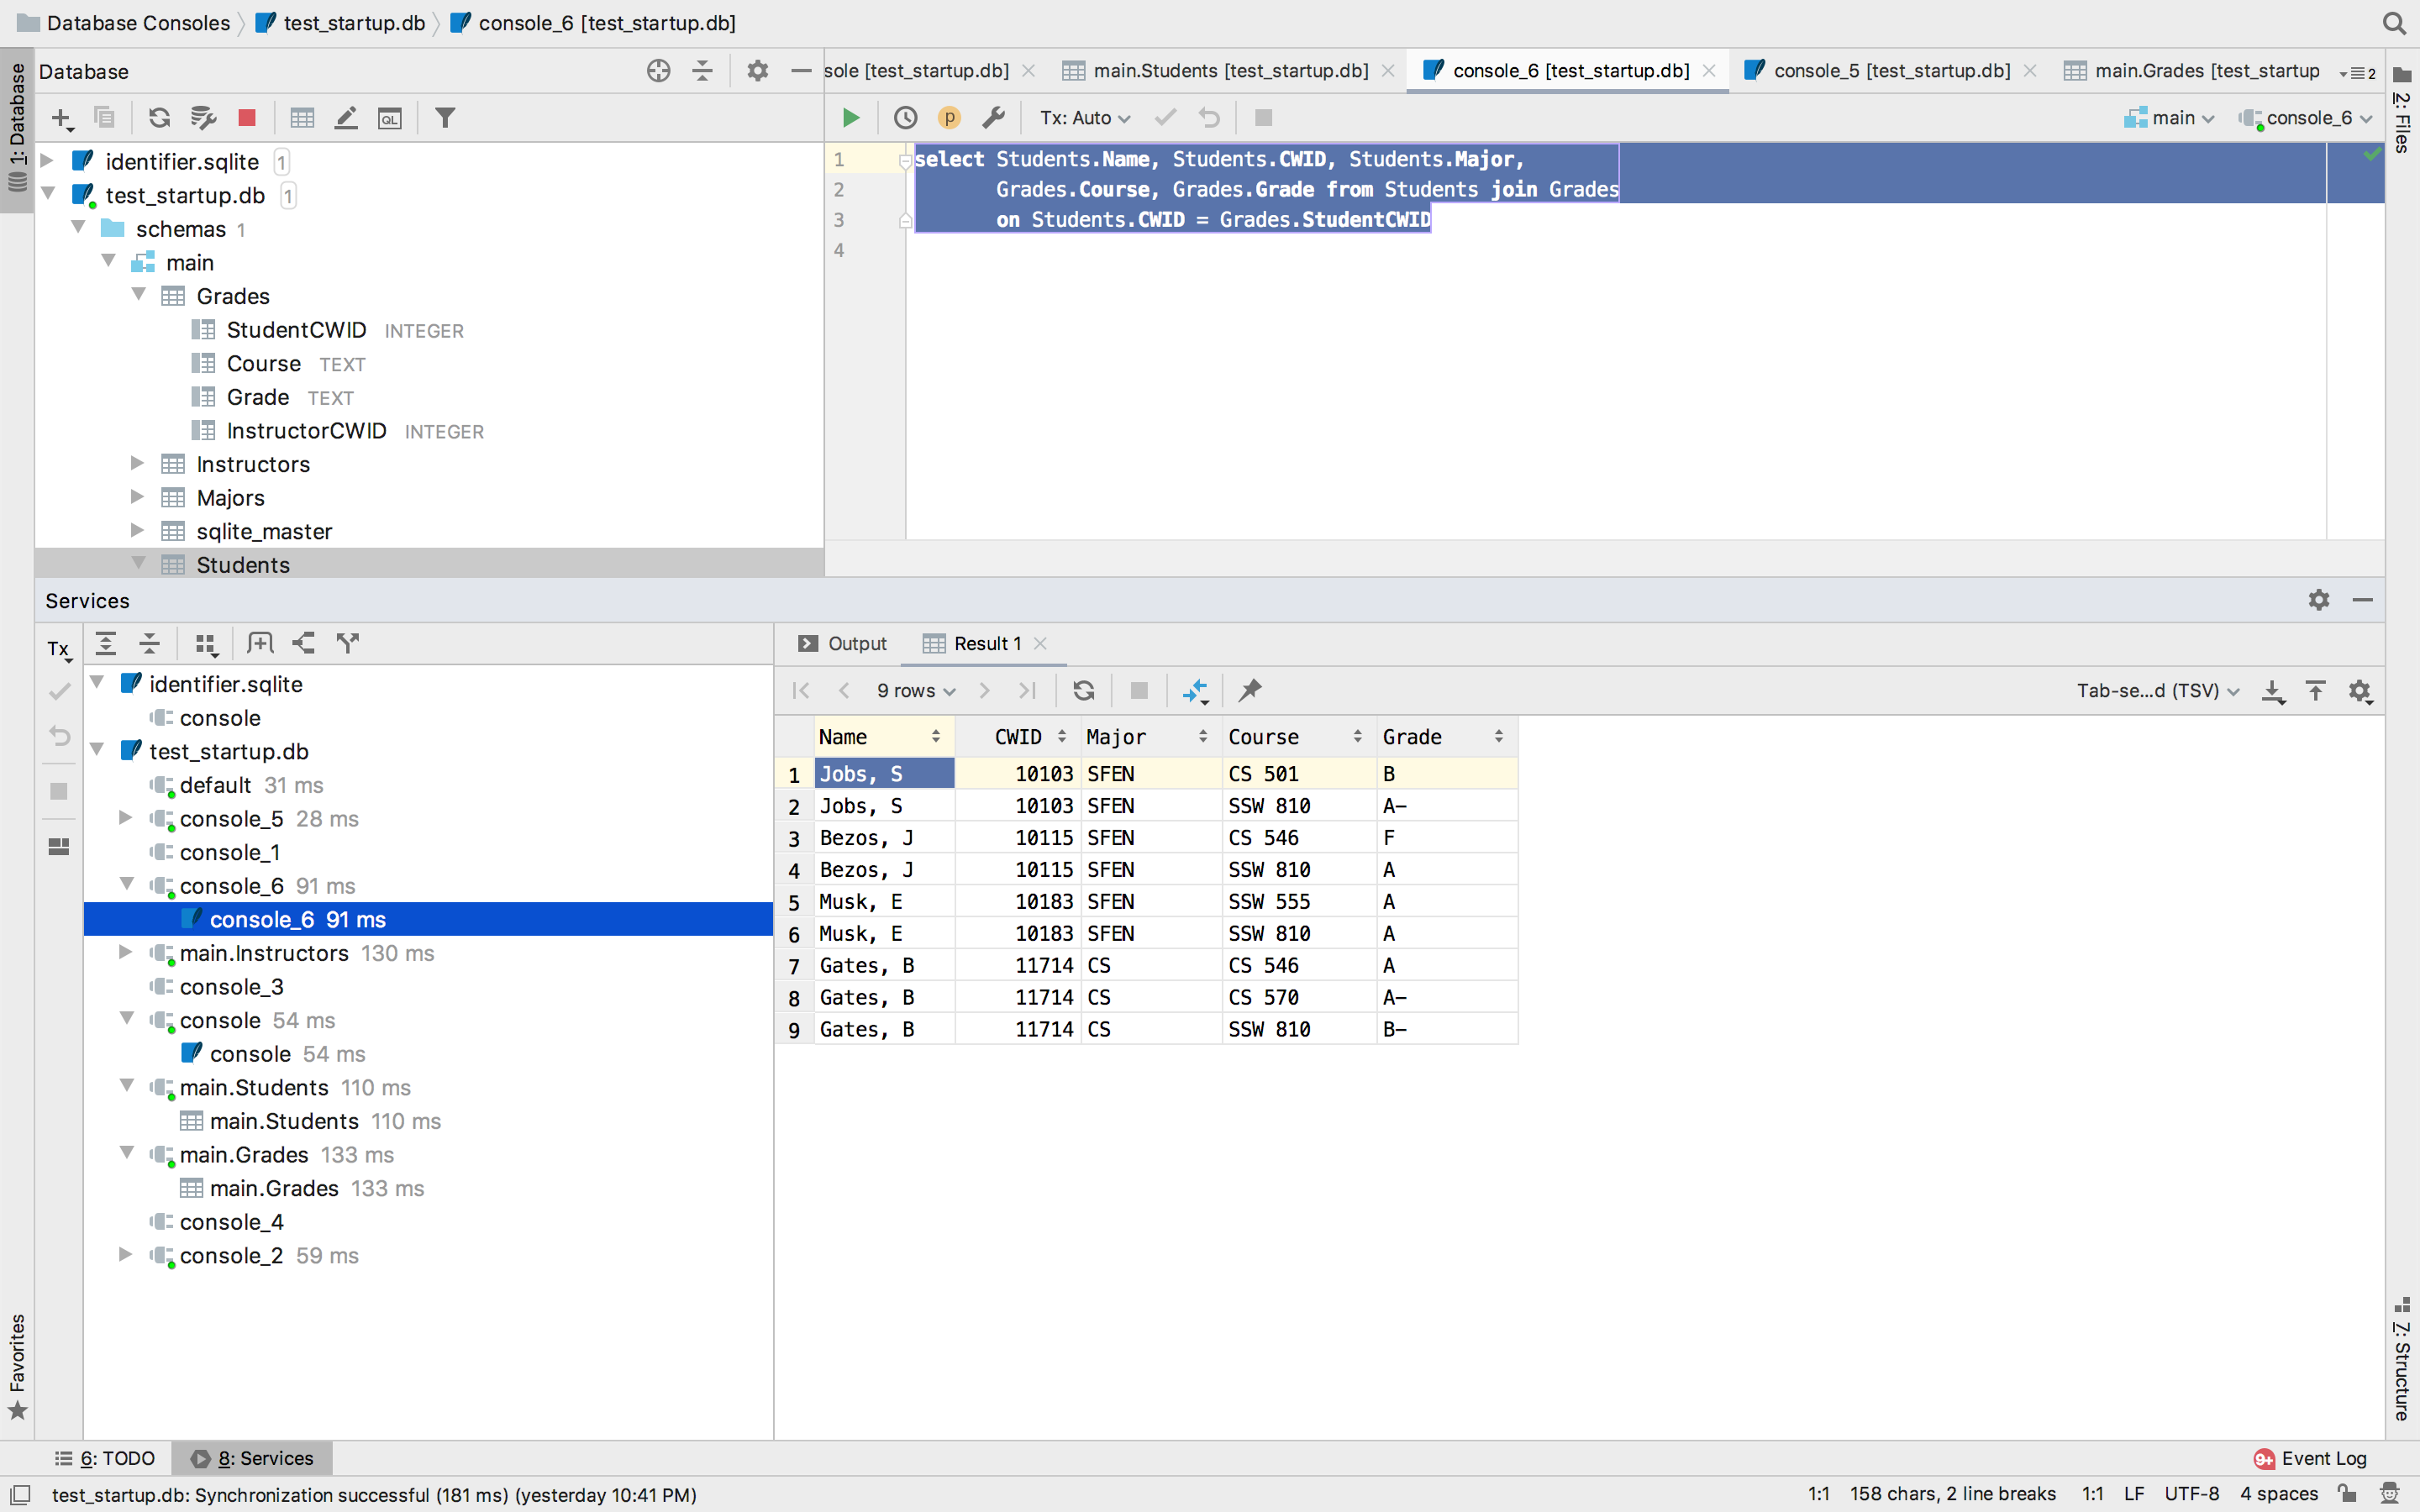 Database Consoles test_startup.db console_6 [test_startup.db]
1: Database
Database
sole [test_startup.db] main.Students [test_startup.db] console_6 [test_startup.db] console_5 [test_startup.db] main.Grades [test_startup 2
2: Files
QL
p Tx: Auto main console_6
identifier.sqlite 1
test_startup.db 1
schemas 1
main
Grades
StudentCWID INTEGER
Course TEXT
Grade TEXT
InstructorCWID INTEGER
Instructors
Majors
sqlite_master
Students
1 select Students.Name, Students.CWID, Students.Major,
2 Grades.Course, Grades.Grade from Students join Grades
3 on Students.CWID = Grades.StudentCWID
4
Services
Tx
identifier.sqlite
console
test_startup.db
default 31 ms
console_5 28 ms
console_1
console_6 91 ms
console_6 91 ms
main.Instructors 130 ms
console_3
console 54 ms
console 54 ms
main.Students 110 ms
main.Students 110 ms
main.Grades 133 ms
main.Grades 133 ms
console_4
console_2 59 ms
Output Result 1
9 rows Tab-se...d (TSV)
Name CWID Major Course Grade
1 Jobs, S 10103 SFEN CS 501 B
2 Jobs, S 10103 SFEN SSW 810 A-
3 Bezos, J 10115 SFEN CS 546 F
4 Bezos, J 10115 SFEN SSW 810 A
5 Musk, E 10183 SFEN SSW 555 A
6 Musk, E 10183 SFEN SSW 810 A
7 Gates, B 11714 CS CS 546 A
8 Gates, B 11714 CS CS 570 A-
9 Gates, B 11714 CS SSW 810 B-
Favorites
7: Structure
6: TODO 8: Services 9+ Event Log
test_startup.db: Synchronization successful (181 ms) (yesterday 10:41 PM) 1:1 158 chars, 2 line breaks 1:1 LF UTF-8 4 spaces